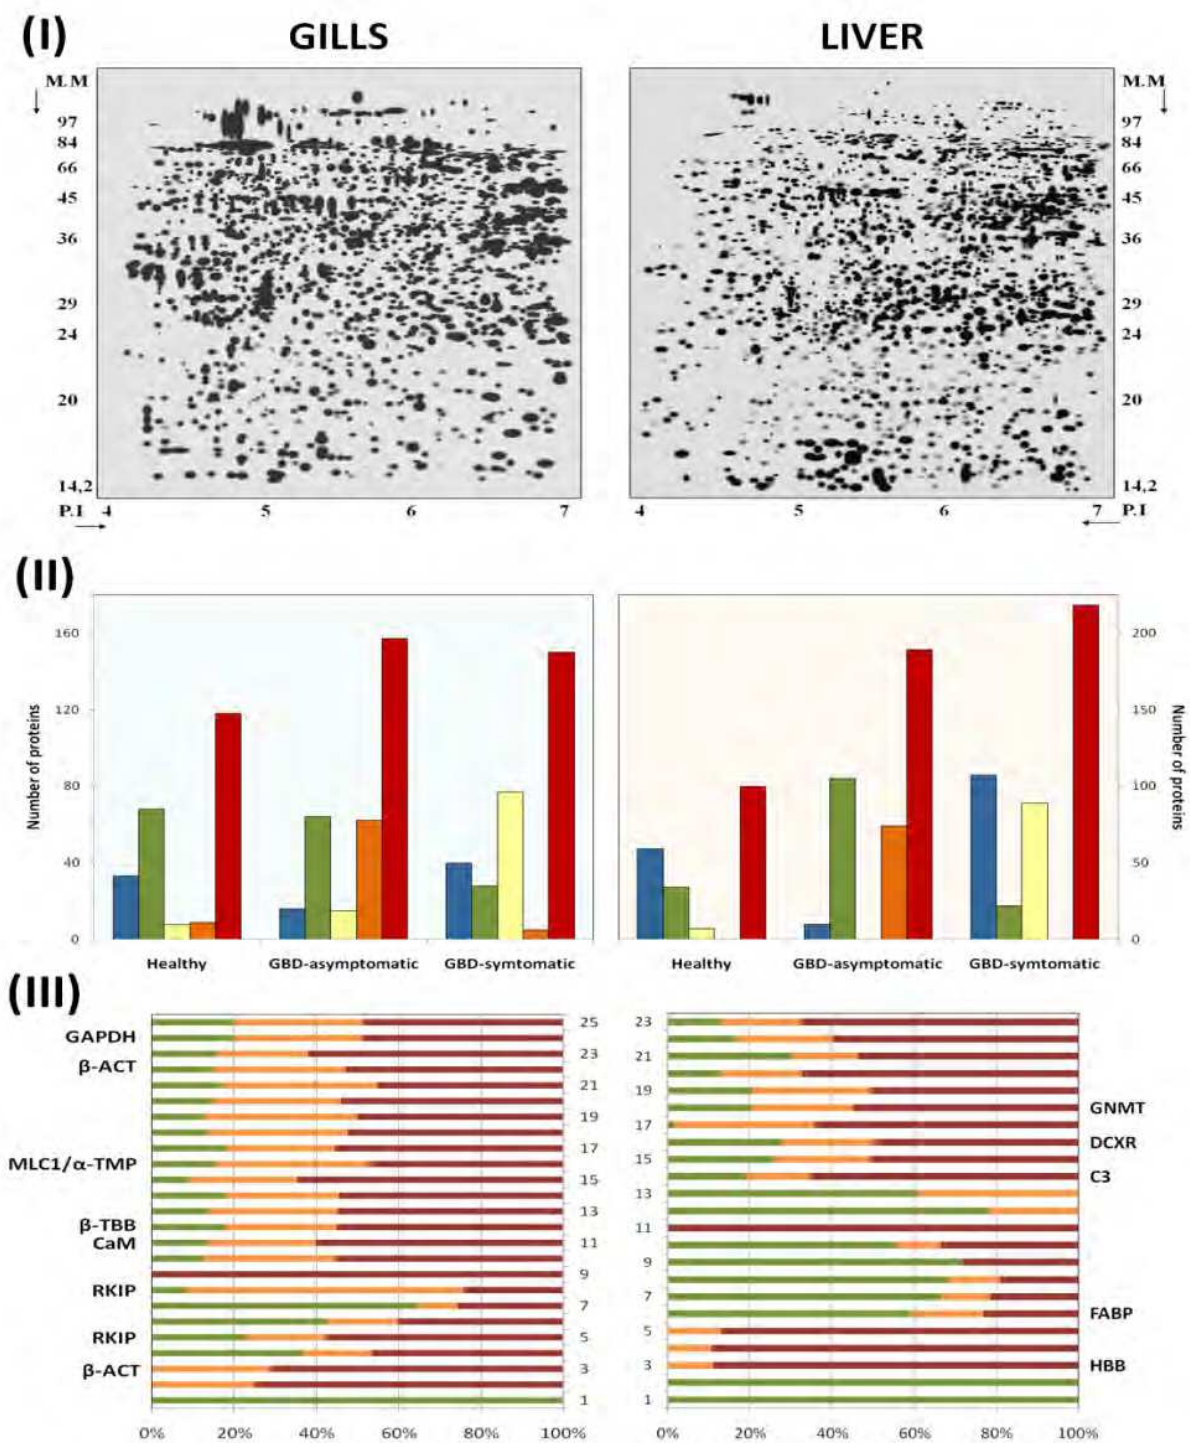 (I)
GILLS
LIVER
M.M
97
84
66
45
36
29
24
20
14,2
P.I 4 5 6 7
M.M
97
84
66
45
36
29
24
20
14,2
4 5 6 7 P.I
(II)
Number of proteins
160
120
80
40
0
Healthy GBD-asymptomatic GBD-symtomatic
200
150
100
50
0
Number of proteins
Healthy GBD-asymptomatic GBD-symtomatic
(III)
GAPDH
β-ACT
MLC1/α-TMP
β-TBB
CaM
RKIP
RKIP
β-ACT
25
23
21
19
17
15
13
11
9
7
5
3
1
0% 20% 40% 60% 80% 100%
23
21
19
17
15
13
11
9
7
5
3
1
GNMT
DCXR
C3
FABP
HBB
0% 20% 40% 60% 80% 100%